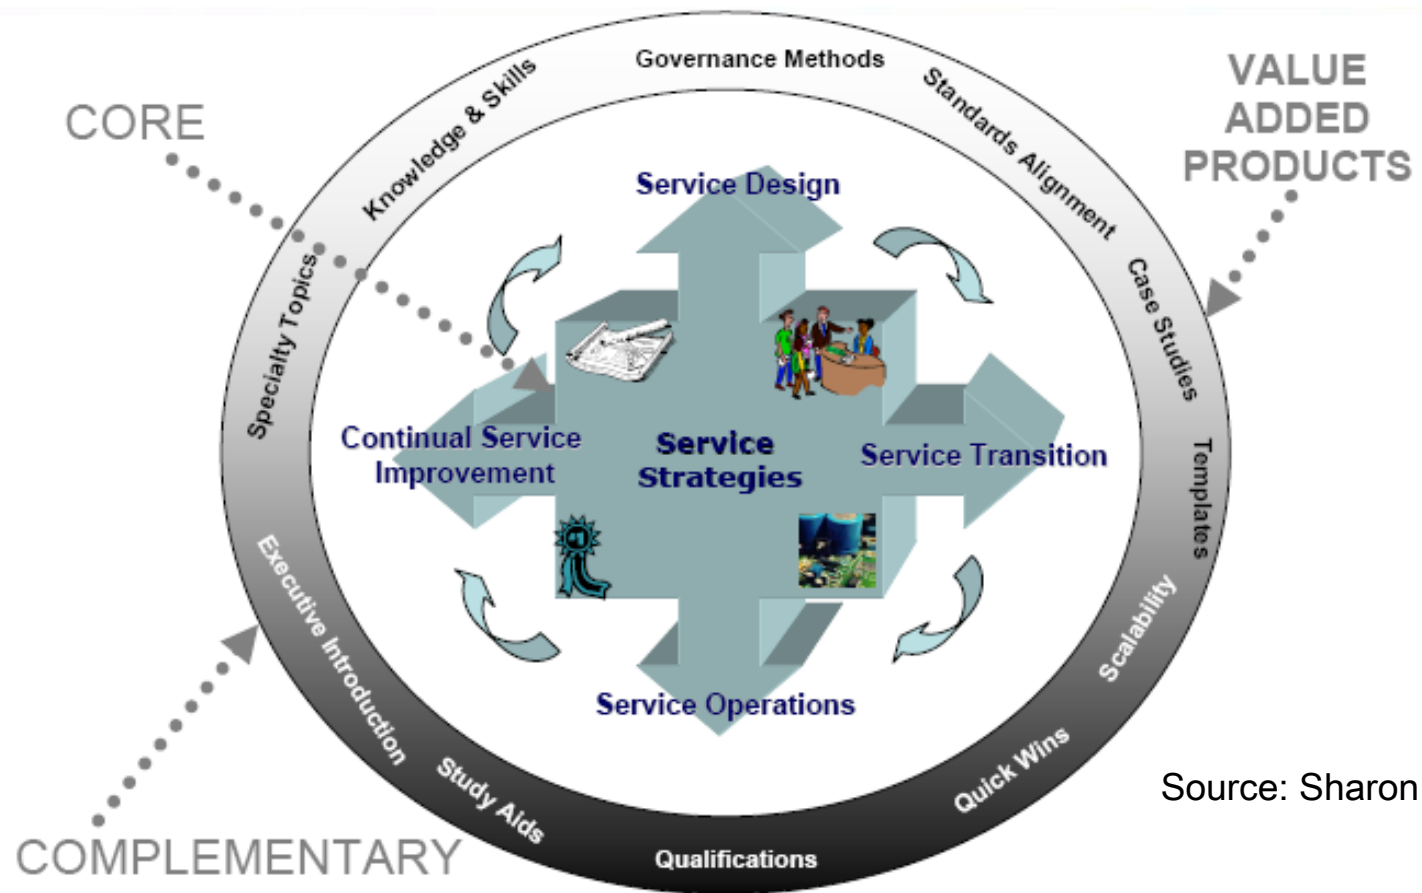 CORE
VALUE
ADDED
PRODUCTS
Governance Methods
Standards Alignment
Case Studies
Templates
Scalability
Quick Wins
Qualifications
Study Aids
Executive Introduction
Specialty Topics
Knowledge & Skills
Service Design
Continual Service
Improvement
Service
Strategies
Service Transition
#1
Service Operations
COMPLEMENTARY
Source: Sharon